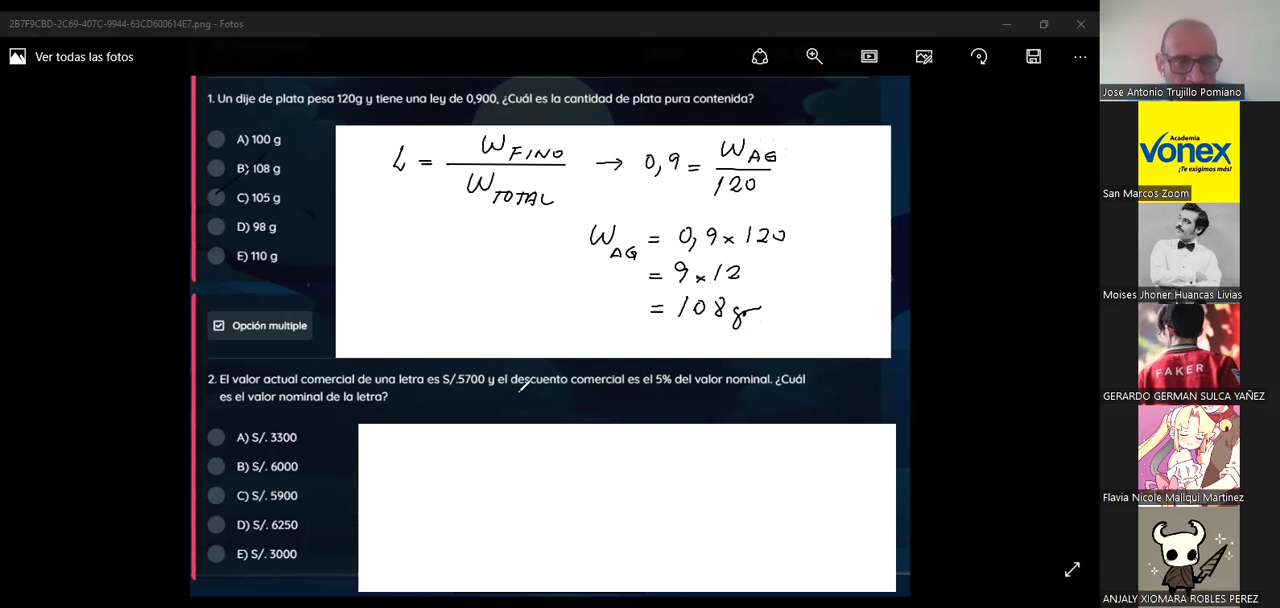 2B7F9CBD-2C69-407C-9944-63CD600614E7.png - Fotos
Ver todas las fotos
1. Un dije de plata pesa 120g y tiene una ley de 0,900, ¿Cuál es la cantidad de plata pura contenida?
A) 100 g
B) 108 g
C) 105 g
D) 98 g
E) 110 g
L = W FINO / W TOTAL → 0,9 = W AG / 120
W AG = 0,9 x 120
= 9 x 12
= 108 gr
Opción multiple
2. El valor actual comercial de una letra es S/.5700 y el descuento comercial es el 5% del valor nominal. ¿Cuál
es el valor nominal de la letra?
A) S/. 3300
B) S/. 6000
C) S/. 5900
D) S/. 6250
E) S/. 3000
Jose Antonio Trujillo Pomiano
Academia
Vonex
¡Te exigimos más!
San Marcos Zoom
Moises Jhoner Huancas Livias
FAKER
GERARDO GERMAN SULCA YAÑEZ
Flavia Nicole Mallqui Martinez
ANJALY XIOMARA ROBLES PEREZ